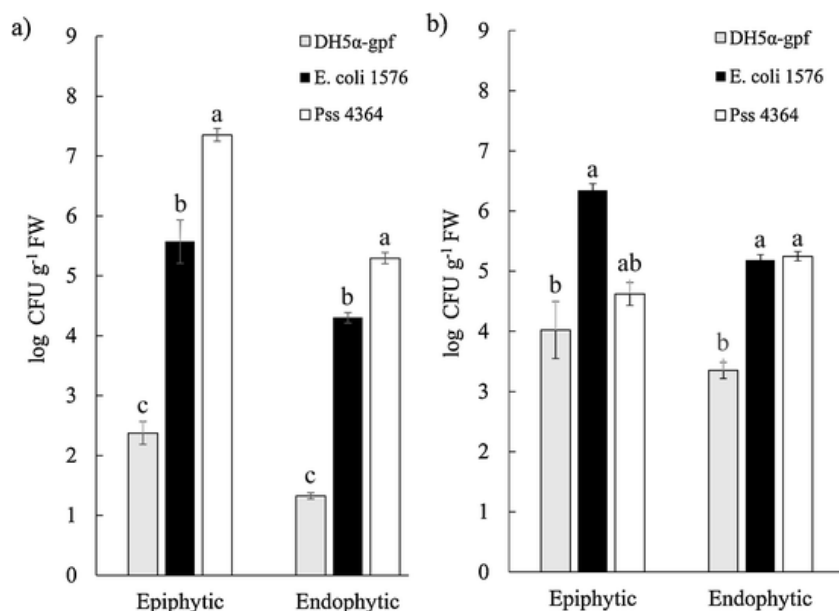 a)
DH5α-gpf
E. coli 1576
Pss 4364
log CFU g⁻¹ FW
9
8
7
6
5
4
3
2
1
0
c
b
a
c
b
a
Epiphytic Endophytic
b)
DH5α-gpf
E. coli 1576
Pss 4364
log CFU g⁻¹ FW
9
8
7
6
5
4
3
2
1
0
b
a
ab
b
a
a
Epiphytic Endophytic